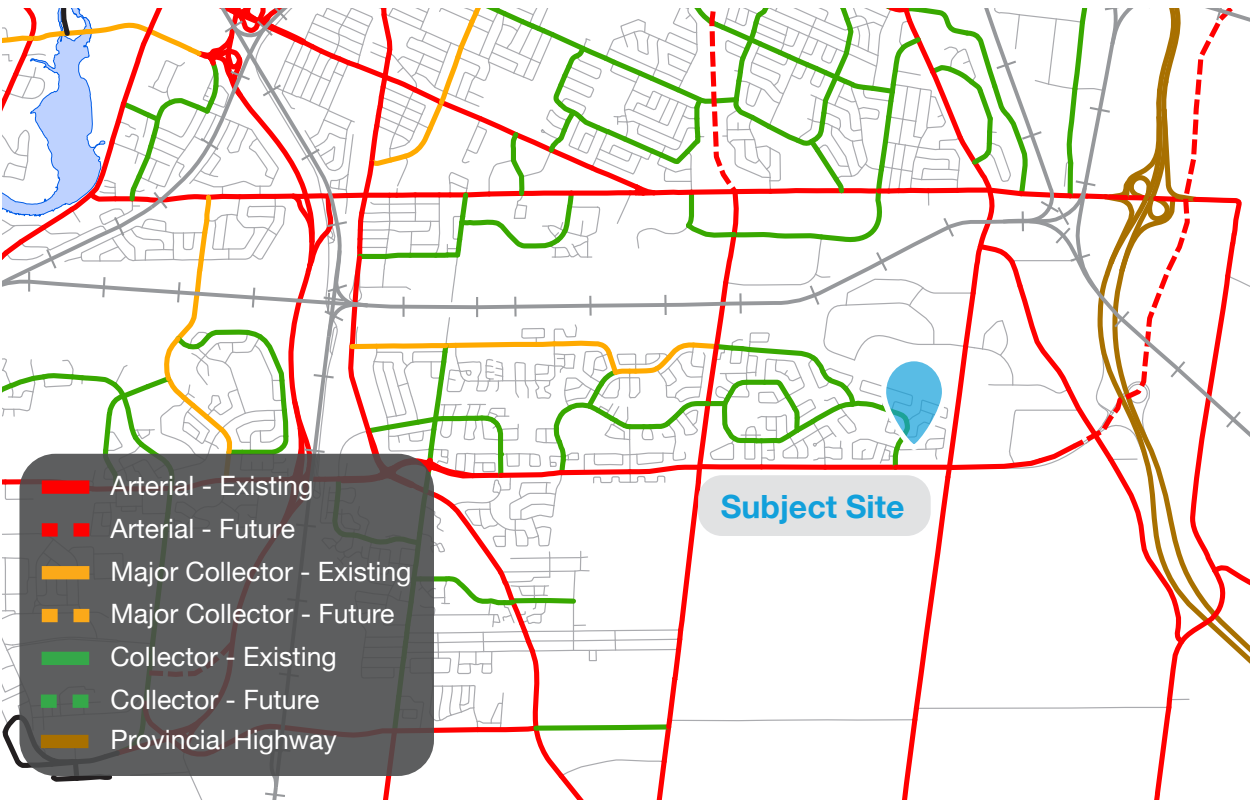 Subject Site
Arterial - Existing
Arterial - Future
Major Collector - Existing
Major Collector - Future
Collector - Existing
Collector - Future
Provincial Highway